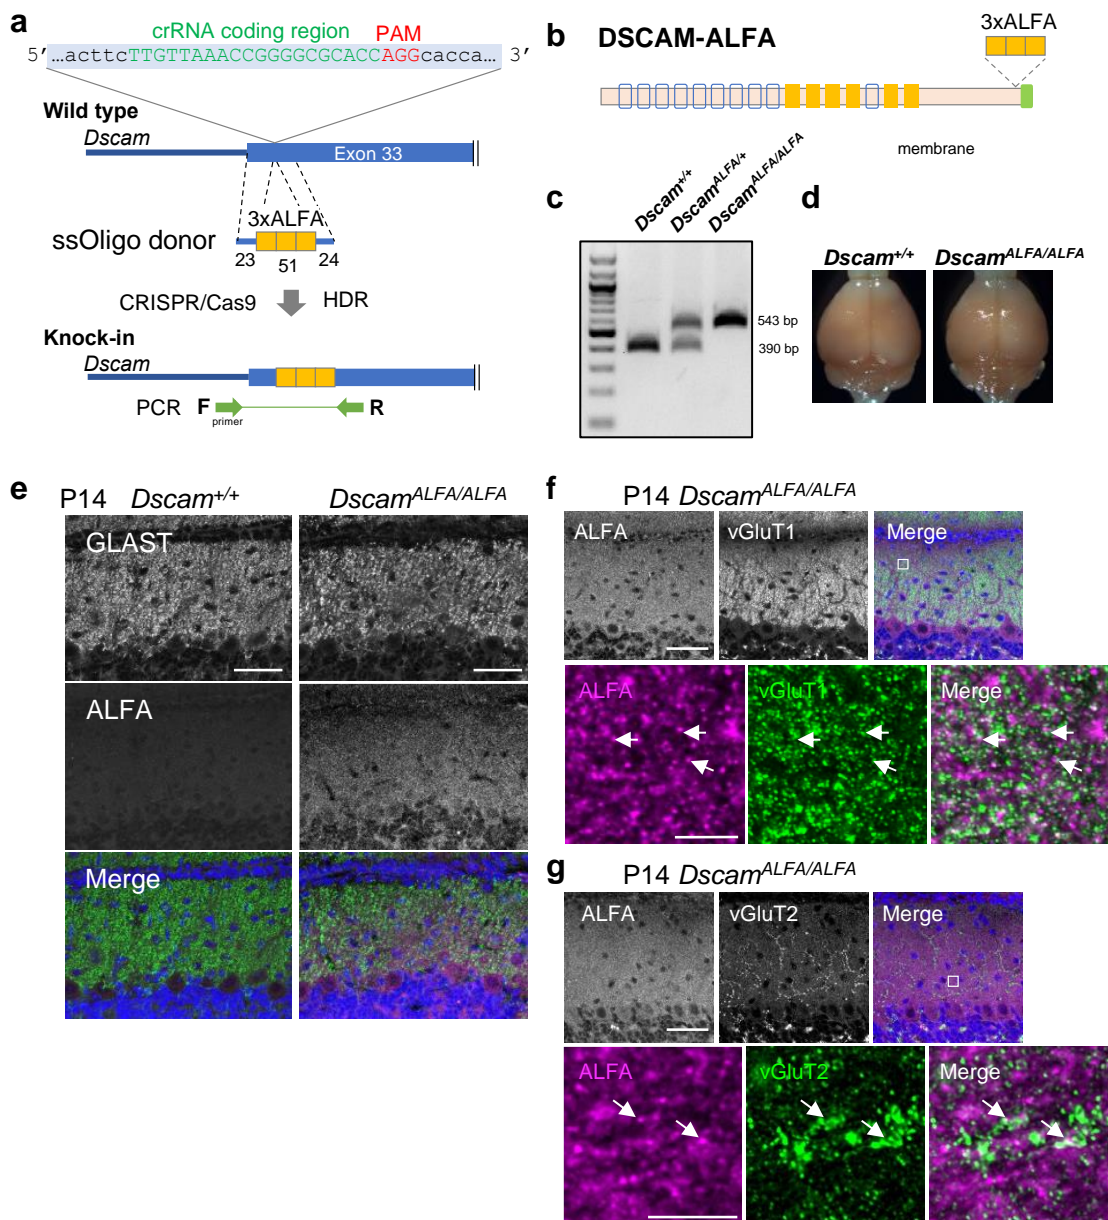 a
crRNA coding region PAM
5′ …acttcTTGTTAAACCGGGGCGCACCAGGcacca… 3′
Wild type
Dscam
Exon 33
3xALFA
ssOligo donor
23 51 24
CRISPR/Cas9 HDR
Knock-in
Dscam
PCR F R
primer
b DSCAM-ALFA
3xALFA
membrane
c
Dscam+/+
DscamALFA/+
DscamALFA/ALFA
543 bp
390 bp
d
Dscam+/+ DscamALFA/ALFA
e P14 Dscam+/+ DscamALFA/ALFA
GLAST
ALFA
Merge
f P14 DscamALFA/ALFA
ALFA vGluT1 Merge
ALFA vGluT1 Merge
g P14 DscamALFA/ALFA
ALFA vGluT2 Merge
ALFA vGluT2 Merge